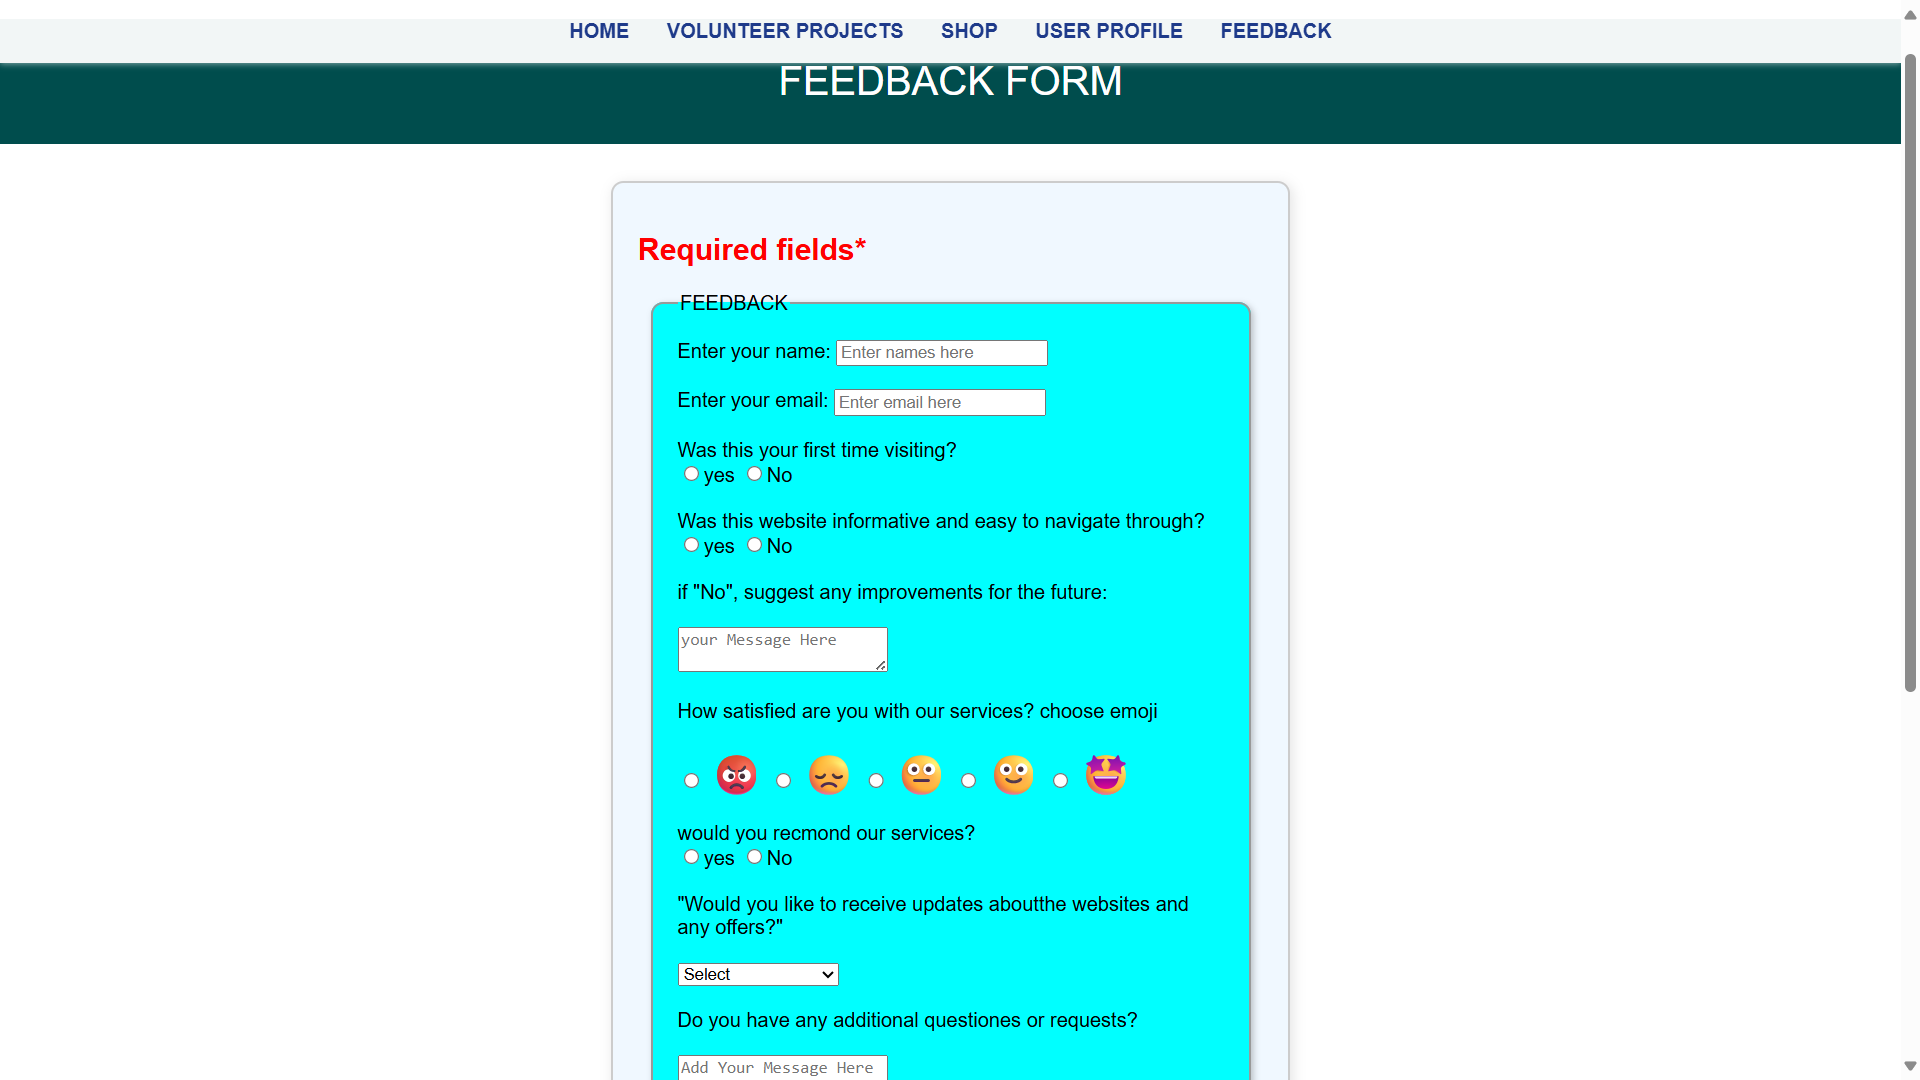 HOME VOLUNTEER PROJECTS SHOP USER PROFILE FEEDBACK
FEEDBACK FORM
Required fields*
FEEDBACK
Enter your name: Enter names here
Enter your email: Enter email here
Was this your first time visiting?
yes No
Was this website informative and easy to navigate through?
yes No
if "No", suggest any improvements for the future:
your Message Here
How satisfied are you with our services? choose emoji
would you recmond our services?
yes No
"Would you like to receive updates aboutthe websites and
any offers?"
Select
Do you have any additional questiones or requests?
Add Your Message Here